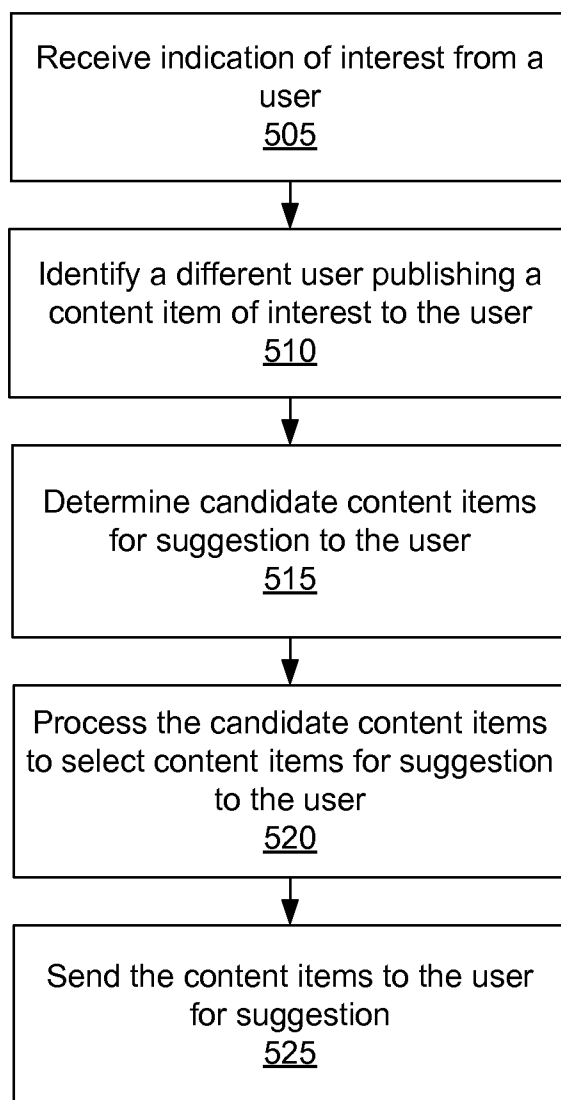 Receive indication of interest from a
user
505
Identify a different user publishing a
content item of interest to the user
510
Determine candidate content items
for suggestion to the user
515
Process the candidate content items
to select content items for suggestion
to the user
520
Send the content items to the user
for suggestion
525